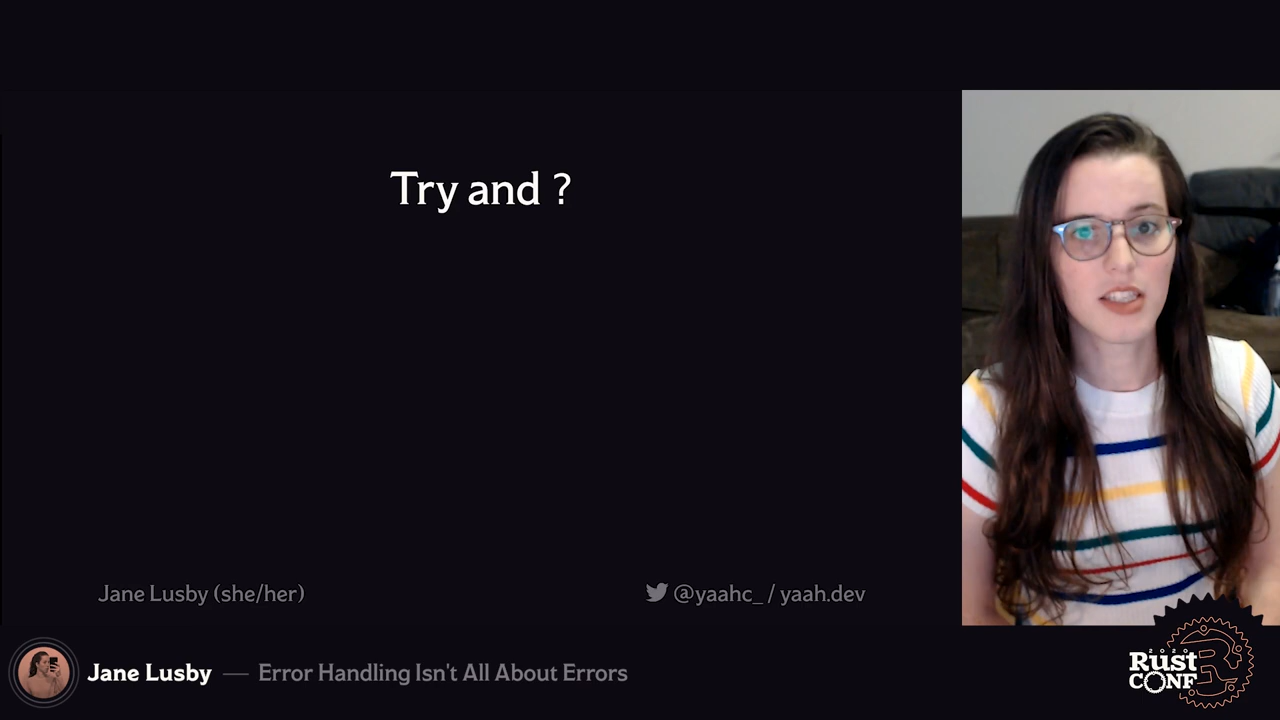 Try and ?
Jane Lusby (she/her)
@yaahc_ / yaah.dev
Jane Lusby — Error Handling Isn't All About Errors
2020
Rust
CONF